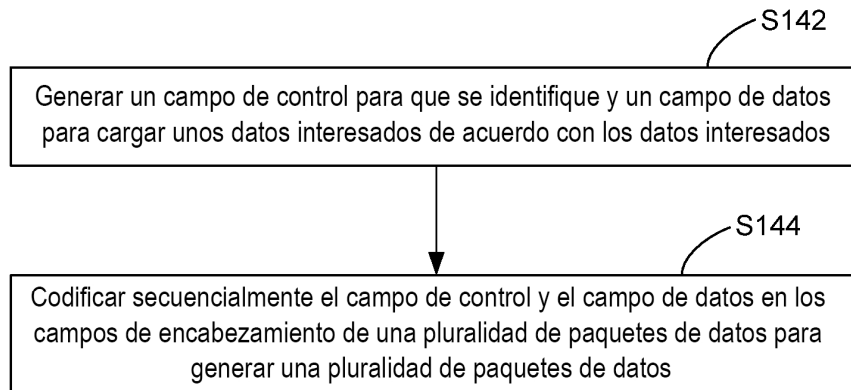 S142
Generar un campo de control para que se identifique y un campo de datos
para cargar unos datos interesados de acuerdo con los datos interesados
S144
Codificar secuencialmente el campo de control y el campo de datos en los
campos de encabezamiento de una pluralidad de paquetes de datos para
generar una pluralidad de paquetes de datos